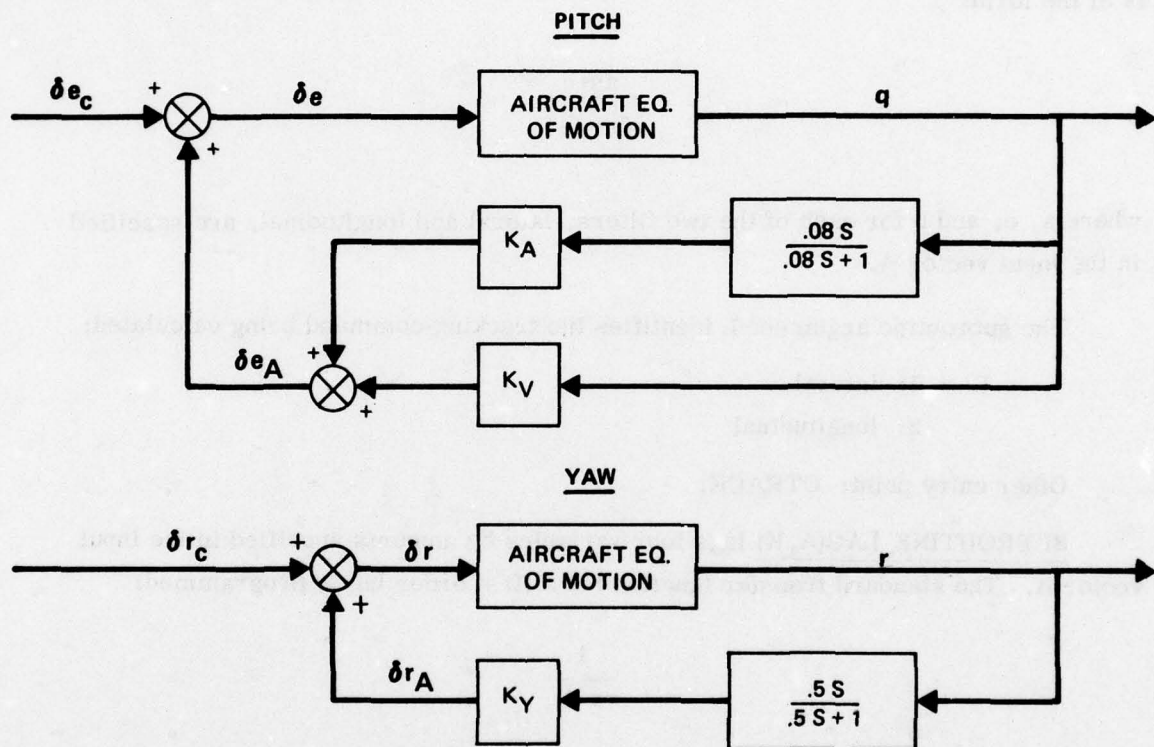 PITCH
δe_c
+
+
δe
AIRCRAFT EQ.
OF MOTION
q
K_A
.08 S
.08 S + 1
δe_A
+
+
K_V
YAW
δr_c
+
+
δr
AIRCRAFT EQ.
OF MOTION
r
δr_A
K_Y
.5 S
.5 S + 1